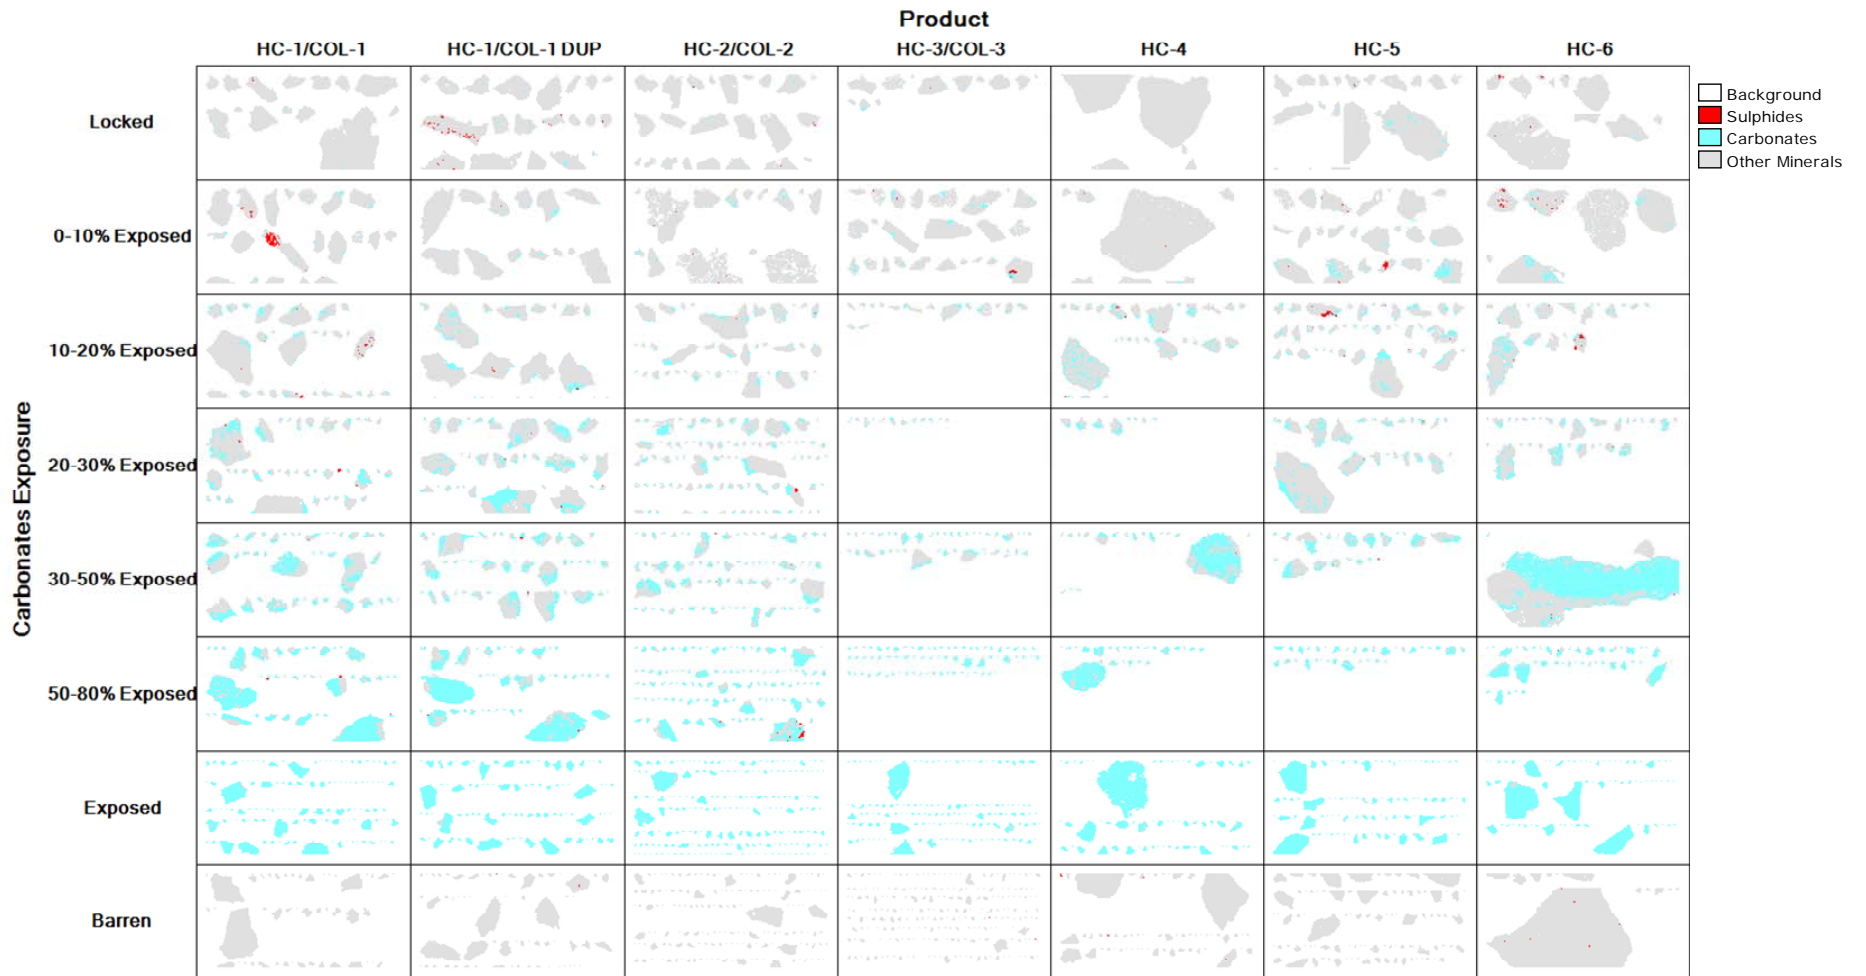 Product
HC-1/COL-1 HC-1/COL-1 DUP HC-2/COL-2 HC-3/COL-3 HC-4 HC-5 HC-6
Background
Sulphides
Carbonates
Other Minerals
Carbonates Exposure
Locked
0-10% Exposed
10-20% Exposed
20-30% Exposed
30-50% Exposed
50-80% Exposed
Exposed
Barren